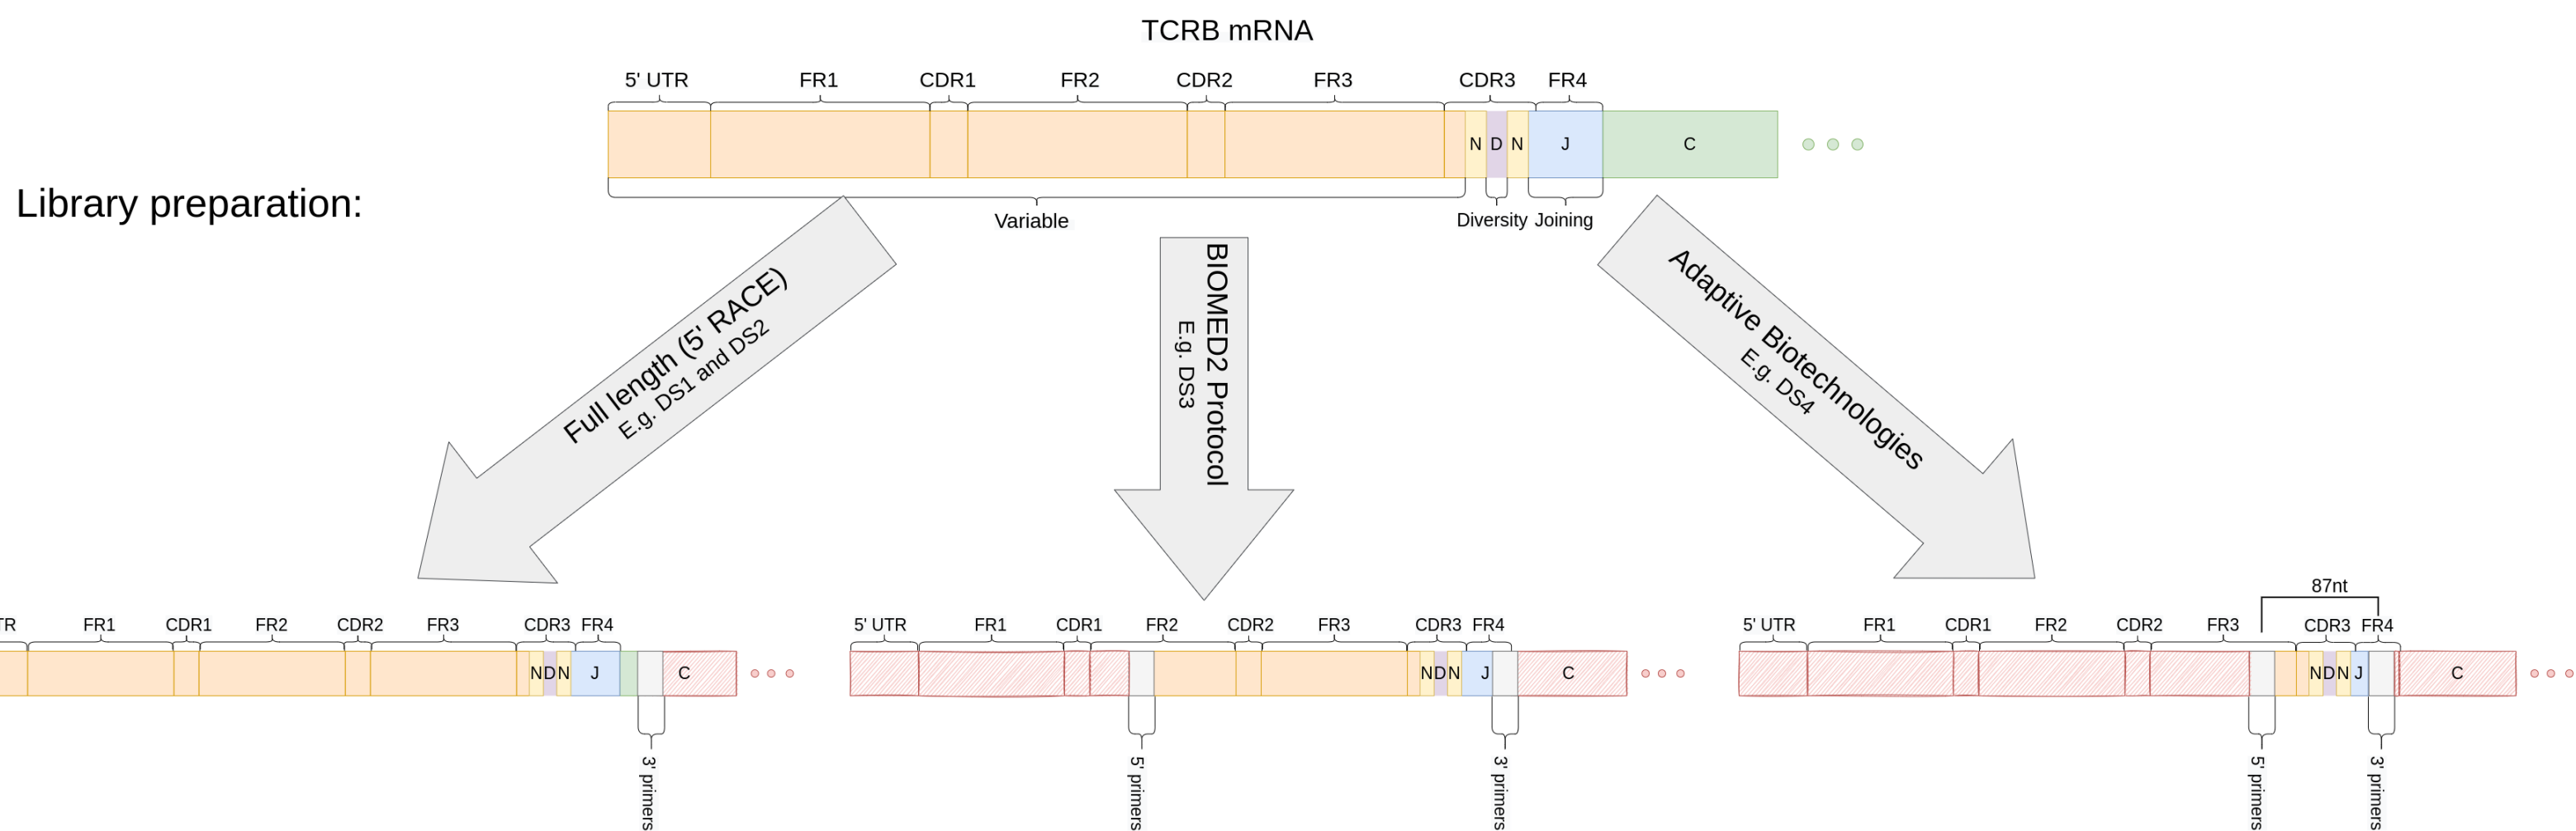 TCRB mRNA
5' UTR FR1 CDR1 FR2 CDR2 FR3 CDR3 FR4
N D N J C
Library preparation:
Variable Diversity Joining
Full length (5' RACE)
E.g. DS1 and DS2
BIOMED2 Protocol
E.g. DS3
Adaptive Biotechnologies
E.g. DS4
TR FR1 CDR1 FR2 CDR2 FR3 CDR3 FR4
N D N J C
3' primers
5' UTR FR1 CDR1 FR2 CDR2 FR3 CDR3 FR4
N D N J C
5' primers
3' primers
87nt
5' UTR FR1 CDR1 FR2 CDR2 FR3 CDR3 FR4
N D N J C
5' primers
3' primers